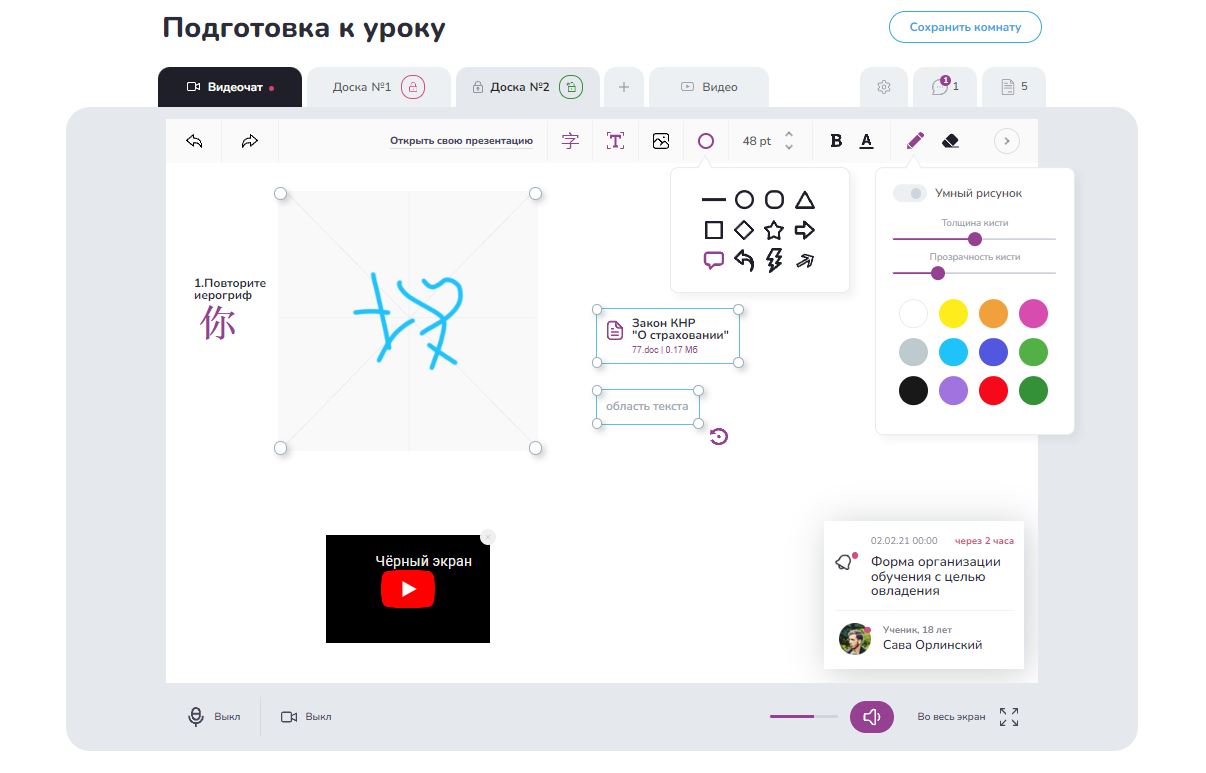 Подготовка к уроку
Сохранить комнату
Видеочат
Доска №1
Доска №2
+
Видео
1
5
Открыть свою презентацию
字
T
48 pt
B
A
Умный рисунок
Толщина кисти
Прозрачность кисти
1.Повторите
иерогриф
你
Закон КНР
"О страховании"
77.doc | 0.17 Мб
область текста
Чёрный экран
02.02.21 00:00
через 2 часа
Форма организации
обучения с целью
овладения
Ученик, 18 лет
Сава Орлинский
Выкл
Выкл
Во весь экран